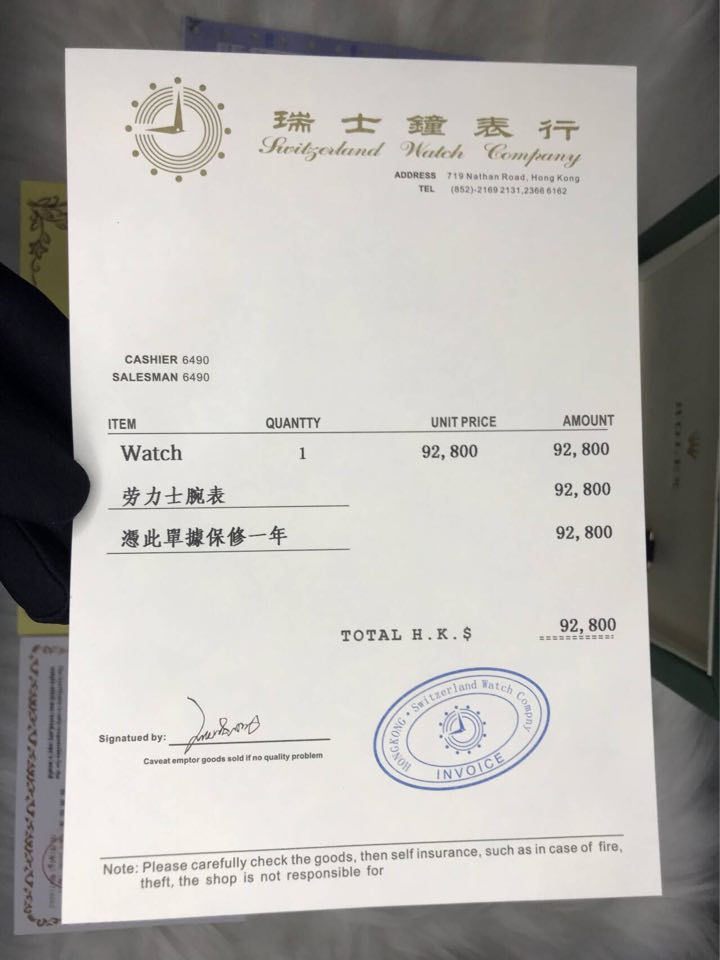 瑞士鐘表行
Switzerland Watch Company
ADDRESS 719 Nathan Road, Hong Kong
TEL (852)-2169 2131,2366 6162
CASHIER 6490
SALESMAN 6490
ITEM QUANTTY UNIT PRICE AMOUNT
Watch 1 92,800 92,800
劳力士腕表 92,800
憑此單據保修一年 92,800
TOTAL H.K.$ 92,800
Signatued by:
Caveat emptor goods sold if no quality problem
HONGKONG · Switzerland Watch Compny
INVOICE
Note: Please carefully check the goods, then self insurance, such as in case of fire,
theft, the shop is not responsible for
ROLEX